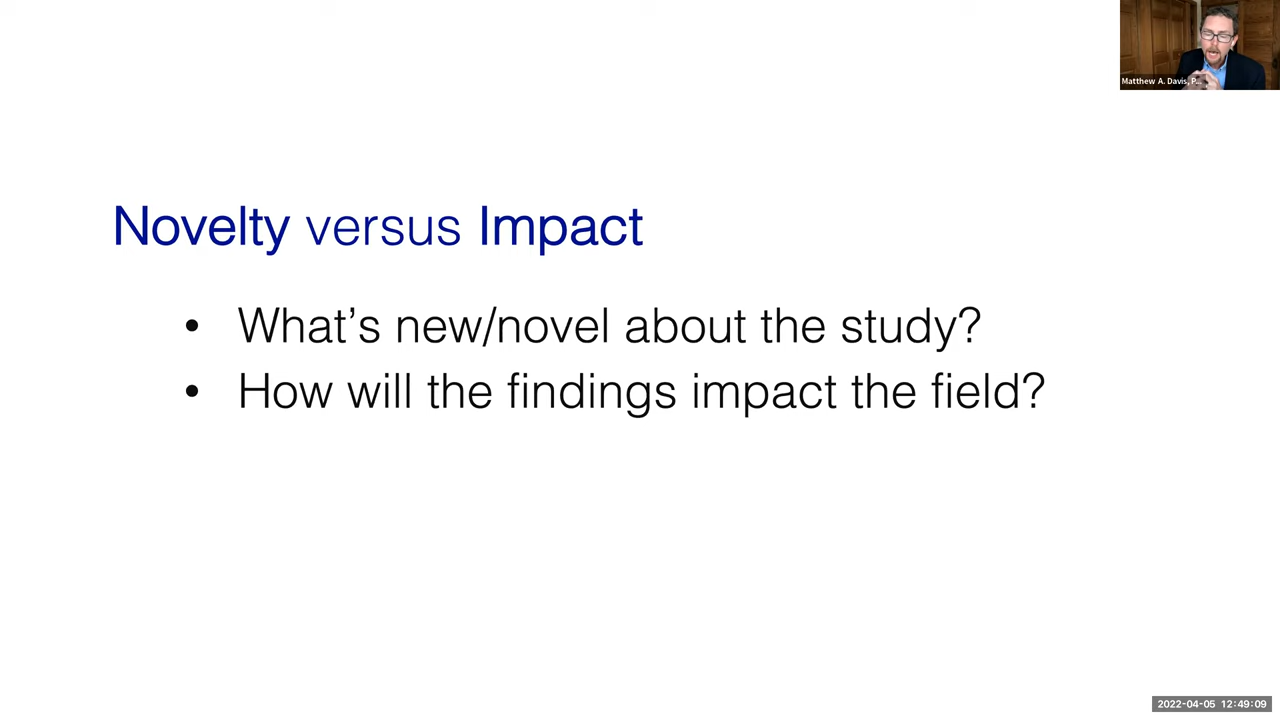 Matthew A. Davis, P...
Novelty versus Impact
• What's new/novel about the study?
• How will the findings impact the field?
2022-04-05 12:49:09